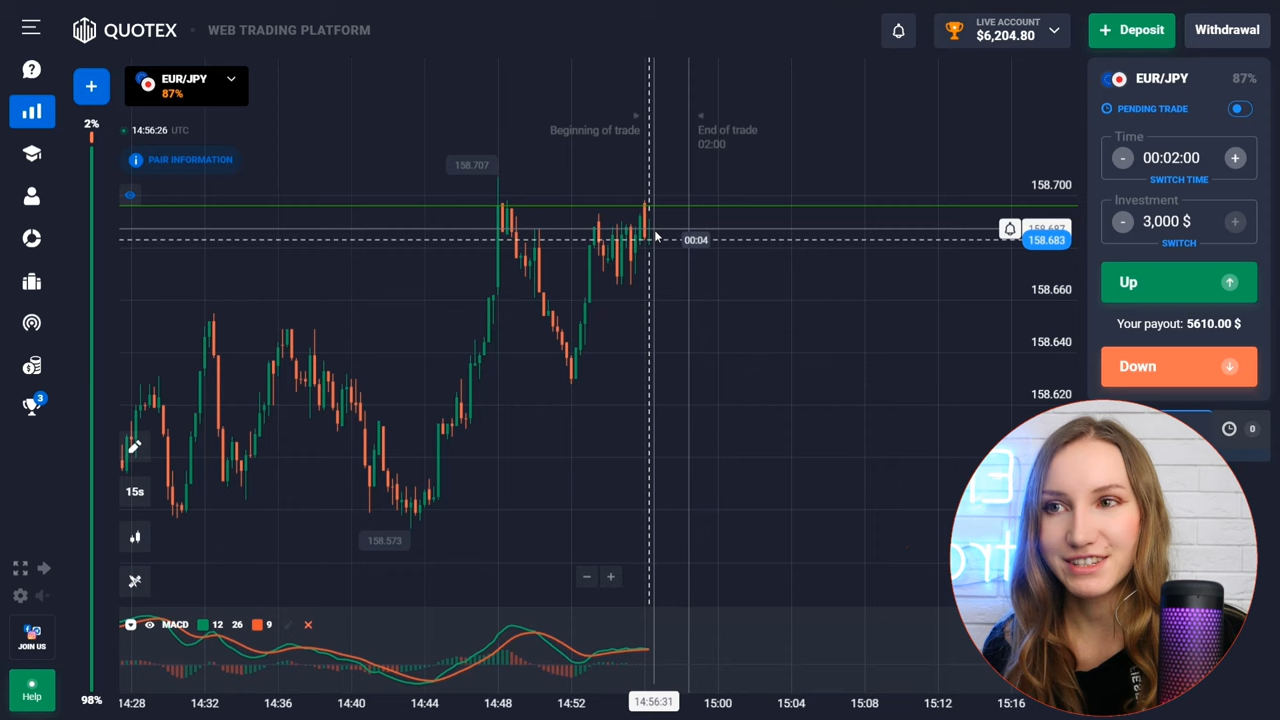 QUOTEX
WEB TRADING PLATFORM
LIVE ACCOUNT
$6,204.80
+ Deposit
Withdrawal
EUR/JPY
87%
2%
14:56:26 UTC
PAIR INFORMATION
Beginning of trade
End of trade
02:00
158.707
158.700
158.687
158.683
00:04
158.660
158.640
158.620
158.573
EUR/JPY
87%
PENDING TRADE
Time
- 00:02:00 +
SWITCH TIME
Investment
- 3,000 $ +
SWITCH
Up
Your payout: 5610.00 $
Down
0
3
15s
MACD 12 26 9
JOIN US
Help
98%
14:28
14:32
14:36
14:40
14:44
14:48
14:52
14:56:31
15:00
15:04
15:08
15:12
15:16